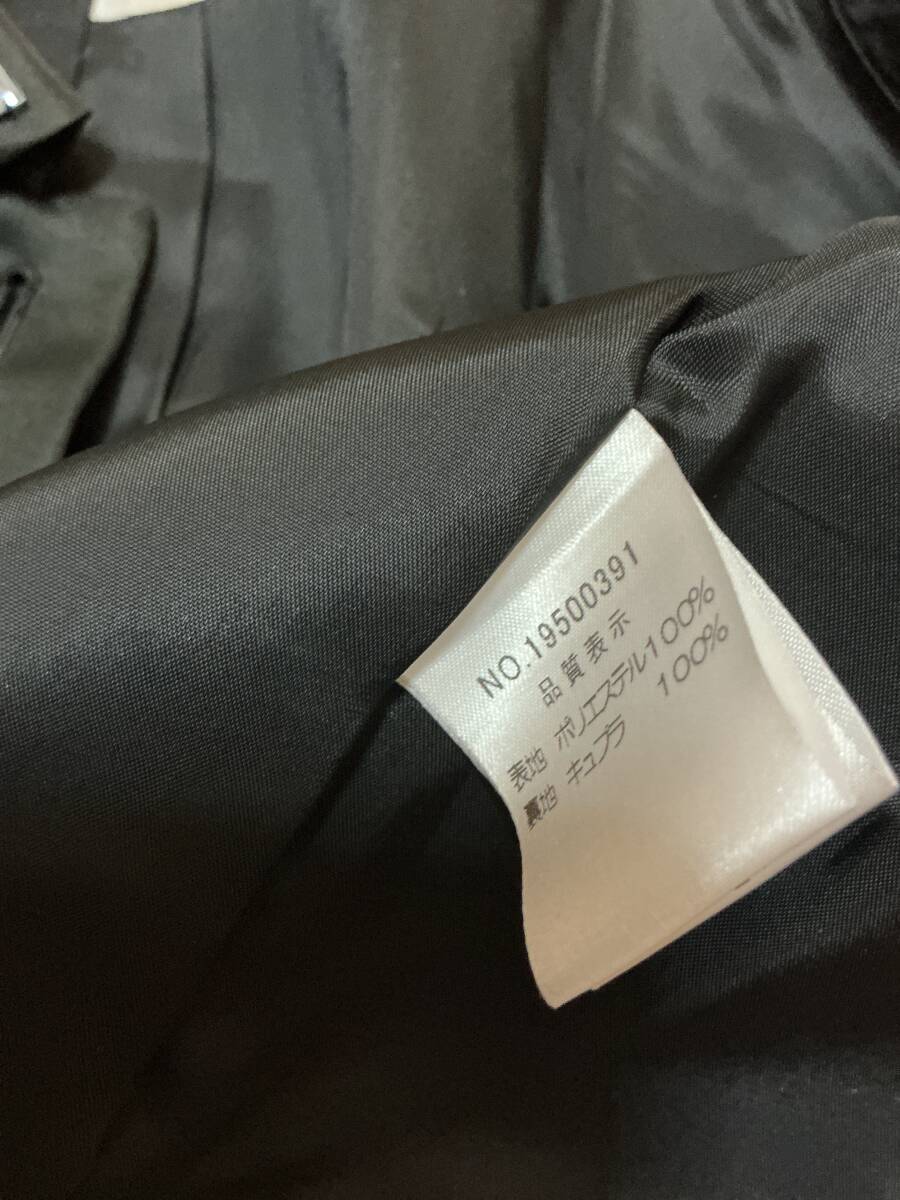 NO.19500391
品質表示
表地 ポリエステル100%
裏地 キュプラ 100%